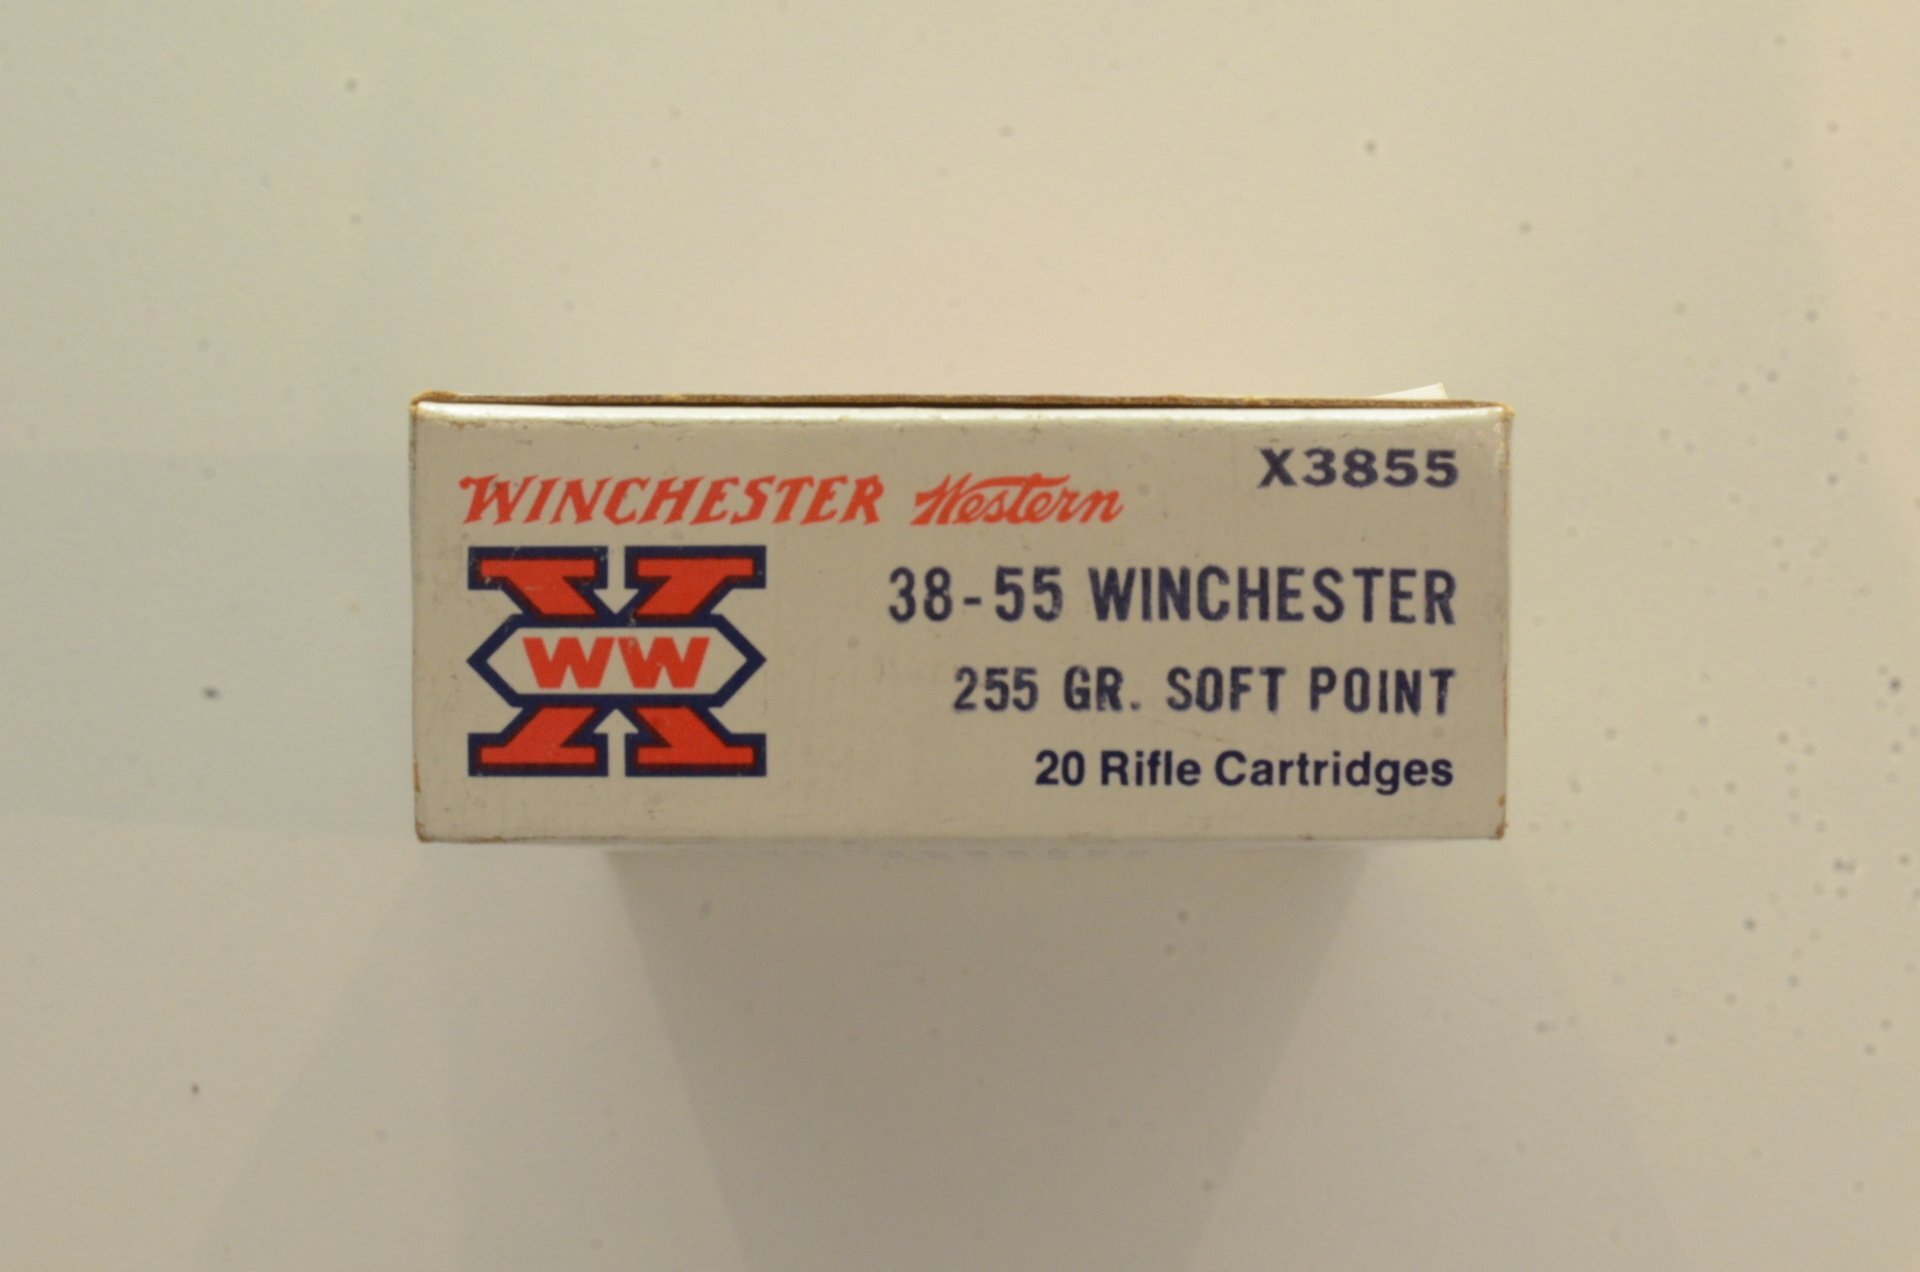 WINCHESTER Western
X3855
WW
38-55 WINCHESTER
255 GR. SOFT POINT
20 Rifle Cartridges